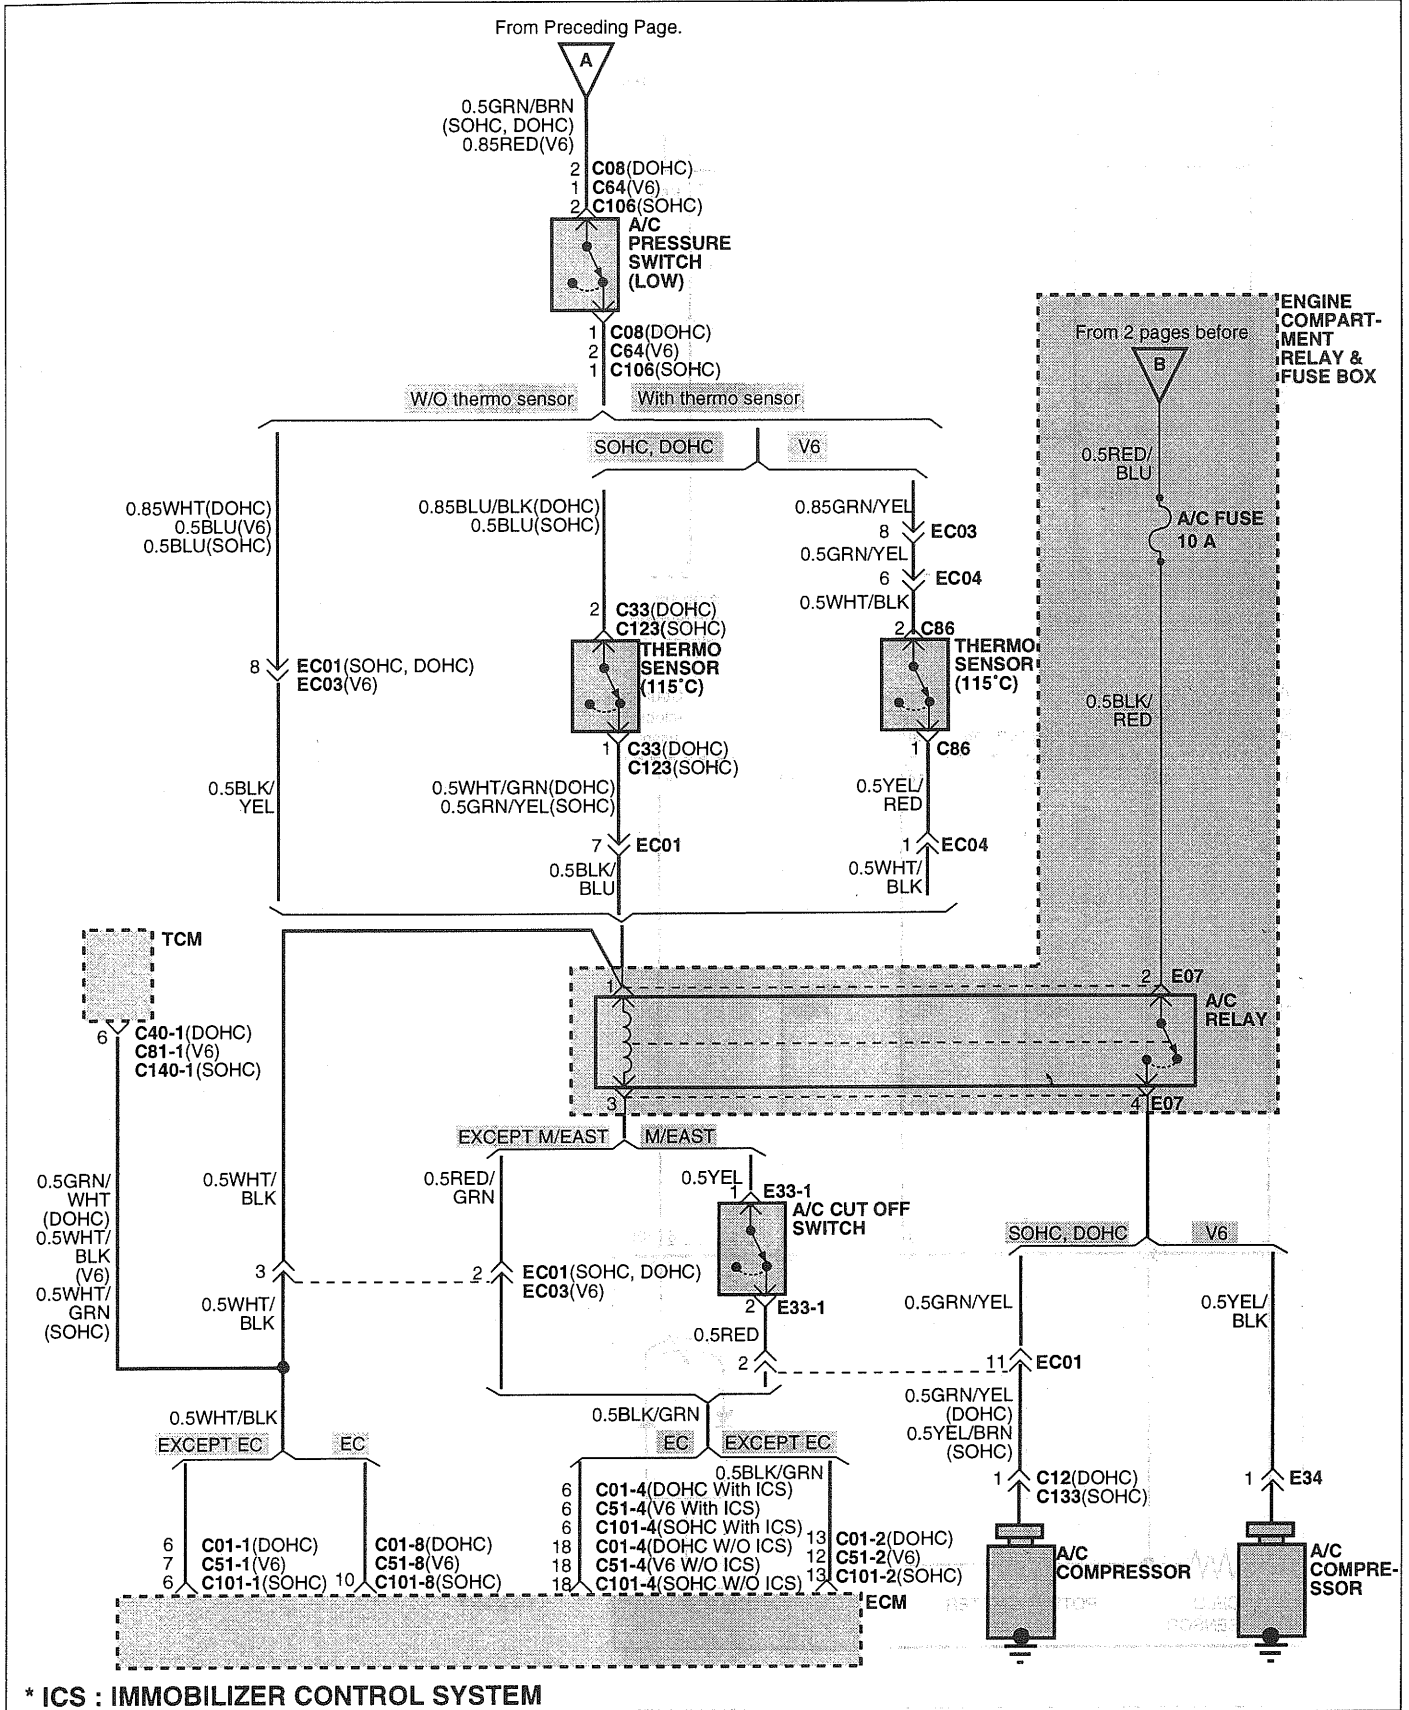 From Preceding Page.
A
0.5GRN/BRN
(SOHC, DOHC)
0.85RED(V6)
2 C08(DOHC)
1 C64(V6)
2 C106(SOHC)
A/C
PRESSURE
SWITCH
(LOW)
1 C08(DOHC)
2 C64(V6)
1 C106(SOHC)
ENGINE
COMPART-
MENT
RELAY &
FUSE BOX
From 2 pages before
B
W/O thermo sensor
With thermo sensor
SOHC, DOHC
V6
0.5RED/
BLU
A/C FUSE
10 A
0.85WHT(DOHC)
0.5BLU(V6)
0.5BLU(SOHC)
0.85BLU/BLK(DOHC)
0.5BLU(SOHC)
0.85GRN/YEL
8 EC03
0.5GRN/YEL
6 EC04
0.5WHT/BLK
2 C33(DOHC)
C123(SOHC)
THERMO
SENSOR
(115°C)
2 C86
THERMO
SENSOR
(115°C)
8 EC01(SOHC, DOHC)
EC03(V6)
0.5BLK/
RED
1 C33(DOHC)
C123(SOHC)
1 C86
0.5BLK/
YEL
0.5WHT/GRN(DOHC)
0.5GRN/YEL(SOHC)
0.5YEL/
RED
7 EC01
1 EC04
0.5BLK/
BLU
0.5WHT/
BLK
TCM
6 C40-1(DOHC)
C81-1(V6)
C140-1(SOHC)
1
2 E07
A/C
RELAY
3
4 E07
EXCEPT M/EAST
M/EAST
0.5GRN/
WHT
(DOHC)
0.5WHT/
BLK
(V6)
0.5WHT/
GRN
(SOHC)
0.5WHT/
BLK
0.5RED/
GRN
0.5YEL
1 E33-1
A/C CUT OFF
SWITCH
SOHC, DOHC
V6
3
2 EC01(SOHC, DOHC)
EC03(V6)
0.5WHT/
BLK
2 E33-1
0.5RED
2
0.5GRN/YEL
0.5YEL/
BLK
11 EC01
0.5GRN/YEL
(DOHC)
0.5YEL/BRN
(SOHC)
0.5WHT/BLK
EXCEPT EC
EC
0.5BLK/GRN
EC
EXCEPT EC
0.5BLK/GRN
1 C12(DOHC)
C133(SOHC)
1 E34
6 C01-1(DOHC)
7 C51-1(V6)
6 C101-1(SOHC)
C01-8(DOHC)
C51-8(V6)
10 C101-8(SOHC)
6 C01-4(DOHC With ICS)
6 C51-4(V6 With ICS)
6 C101-4(SOHC With ICS)
18 C01-4(DOHC W/O ICS)
18 C51-4(V6 W/O ICS)
18 C101-4(SOHC W/O ICS)
13 C01-2(DOHC)
12 C51-2(V6)
13 C101-2(SOHC)
ECM
A/C
COMPRESSOR
A/C
COMPRE-
SSOR
* ICS : IMMOBILIZER CONTROL SYSTEM